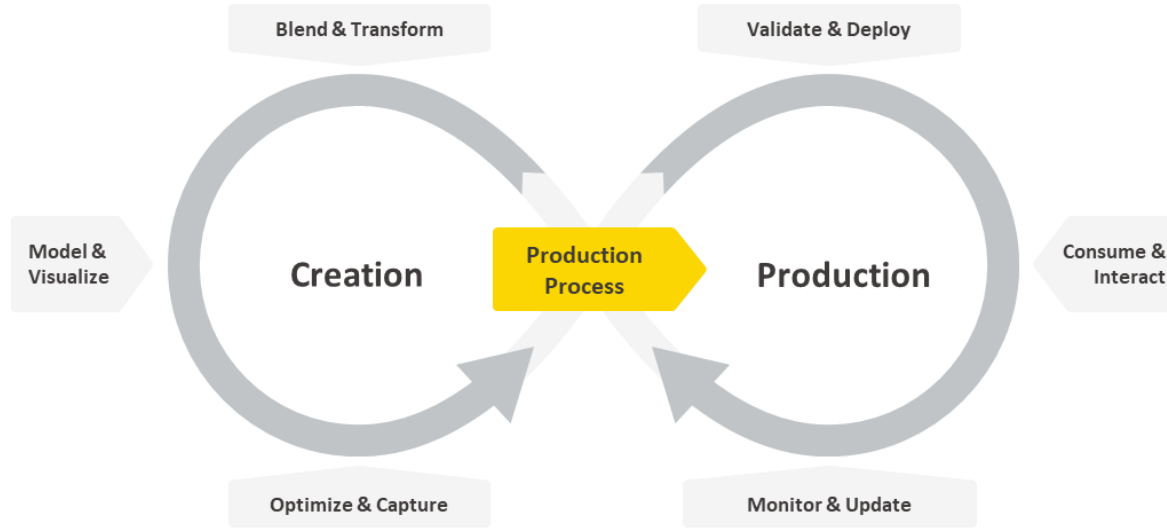 Blend & Transform
Validate & Deploy
Model &
Visualize
Creation
Production
Process
Production
Consume &
Interact
Optimize & Capture
Monitor & Update